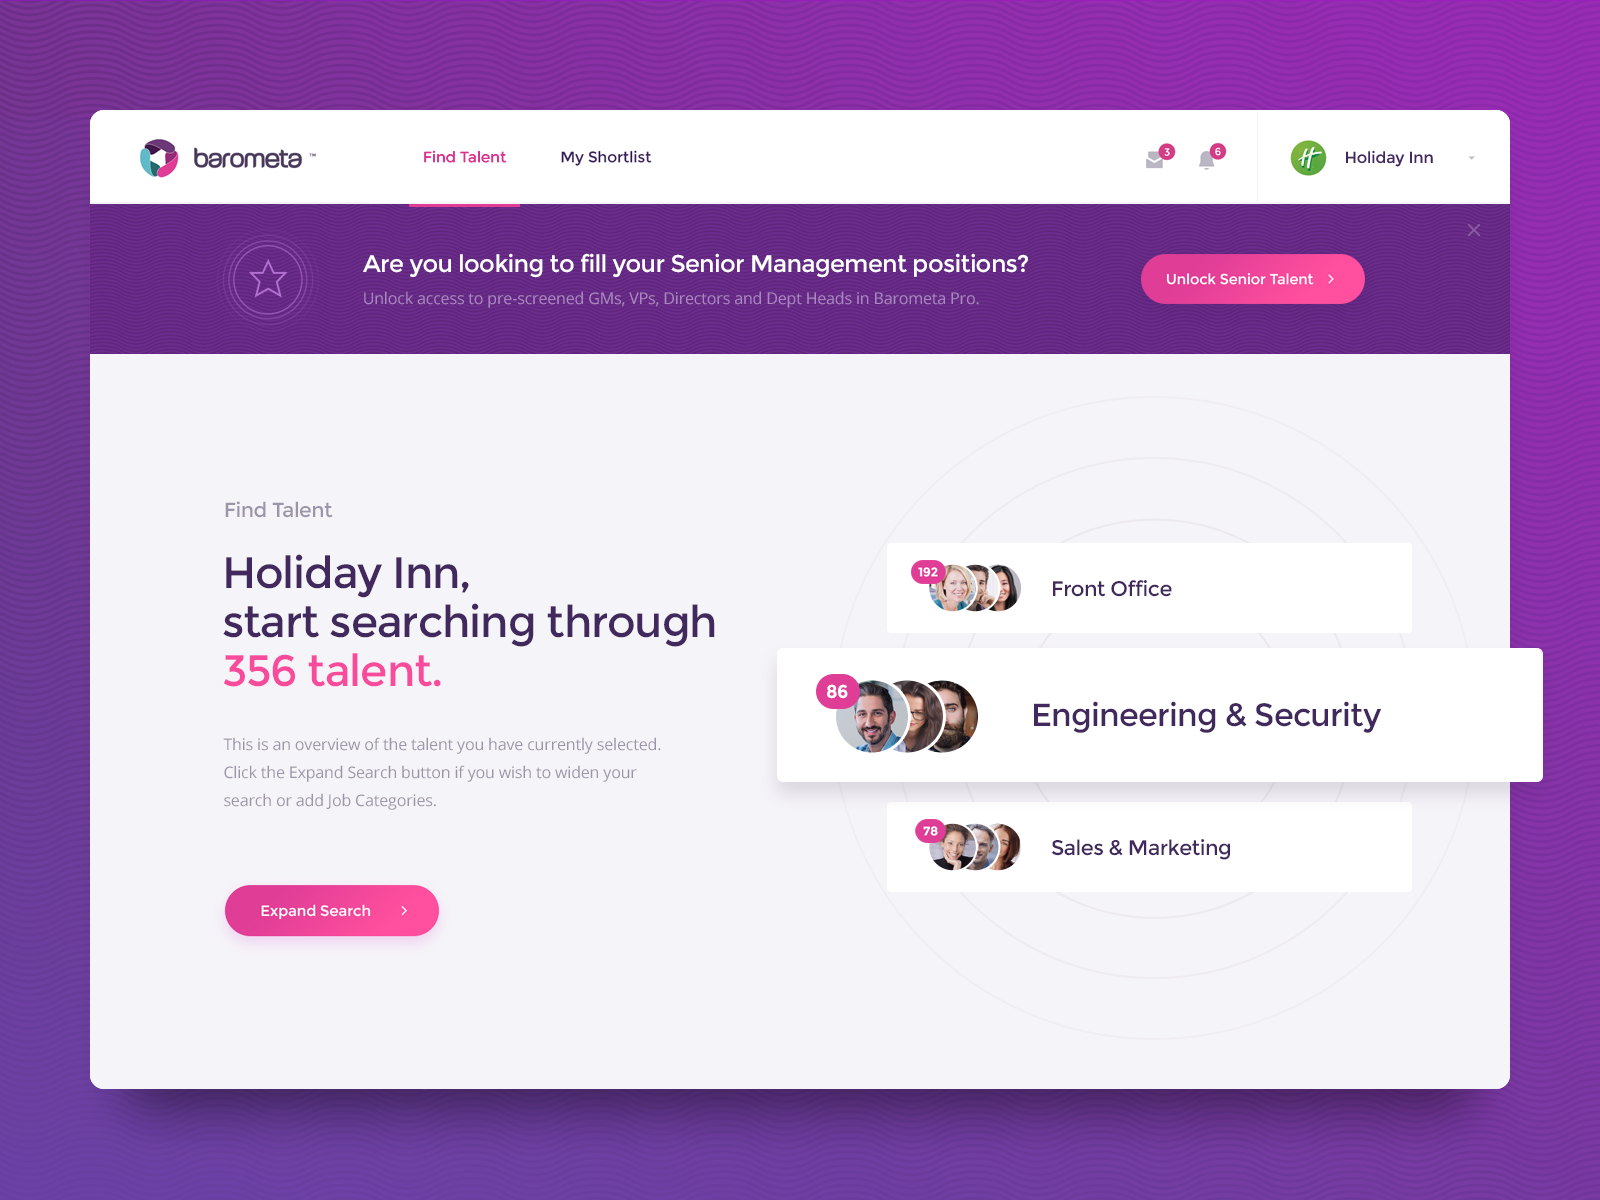 barometa ™
Find Talent
My Shortlist
3
6
Holiday Inn
Are you looking to fill your Senior Management positions?
Unlock access to pre-screened GMs, VPs, Directors and Dept Heads in Barometa Pro.
Unlock Senior Talent
Find Talent
Holiday Inn,
start searching through
356 talent.
This is an overview of the talent you have currently selected.
Click the Expand Search button if you wish to widen your
search or add Job Categories.
Expand Search
192
Front Office
86
Engineering & Security
78
Sales & Marketing